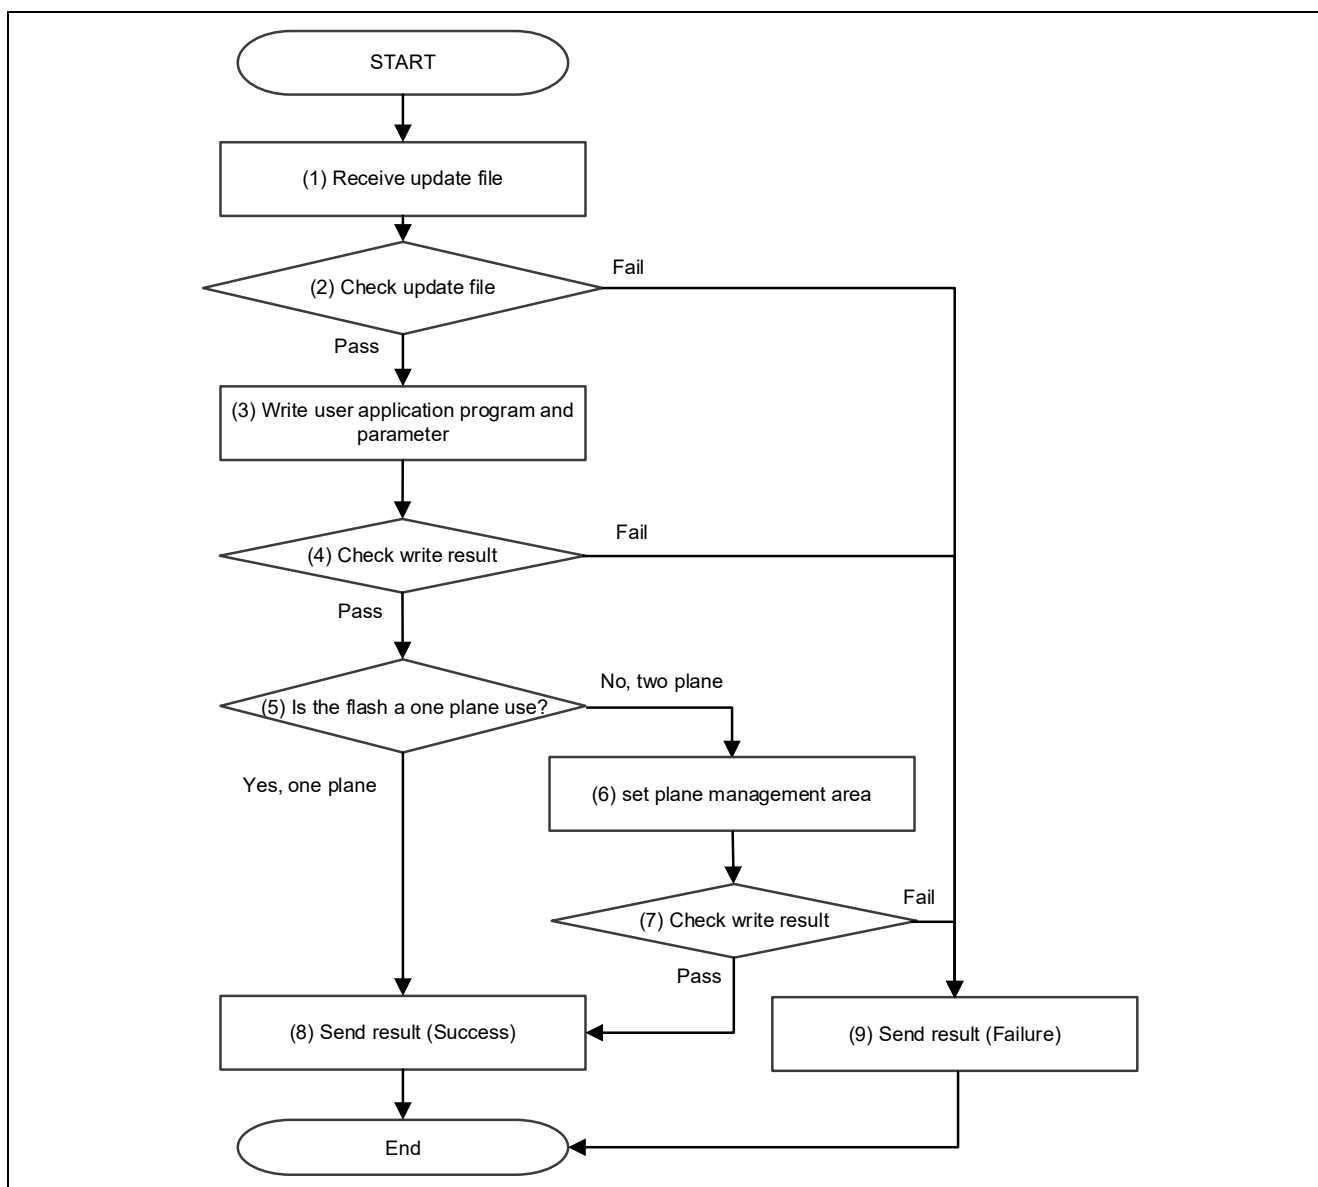 START
(1) Receive update file
Fail
(2) Check update file
Pass
(3) Write user application program and
parameter
Fail
(4) Check write result
Pass
No, two plane
(5) Is the flash a one plane use?
Yes, one plane
(6) set plane management area
Fail
(7) Check write result
Pass
(8) Send result (Success)
(9) Send result (Failure)
End